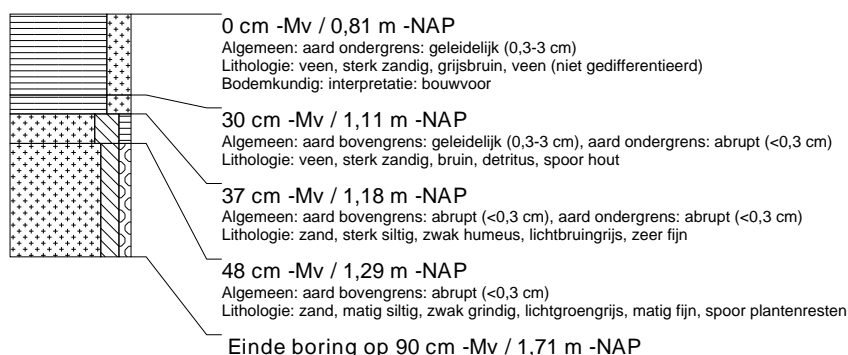 0 cm -Mv / 0,81 m -NAP
Algemeen: aard ondergrens: geleidelijk (0,3-3 cm)
Lithologie: veen, sterk zandig, grijsbruin, veen (niet gedifferentieerd)
Bodemkundig: interpretatie: bouwvoor
30 cm -Mv / 1,11 m -NAP
Algemeen: aard bovengrens: geleidelijk (0,3-3 cm), aard ondergrens: abrupt (<0,3 cm)
Lithologie: veen, sterk zandig, bruin, detritus, spoor hout
37 cm -Mv / 1,18 m -NAP
Algemeen: aard bovengrens: abrupt (<0,3 cm), aard ondergrens: abrupt (<0,3 cm)
Lithologie: zand, sterk siltig, zwak humeus, lichtbruingrijs, zeer fijn
48 cm -Mv / 1,29 m -NAP
Algemeen: aard bovengrens: abrupt (<0,3 cm)
Lithologie: zand, matig siltig, zwak grindig, lichtgroengrijs, matig fijn, spoor plantenresten
Einde boring op 90 cm -Mv / 1,71 m -NAP